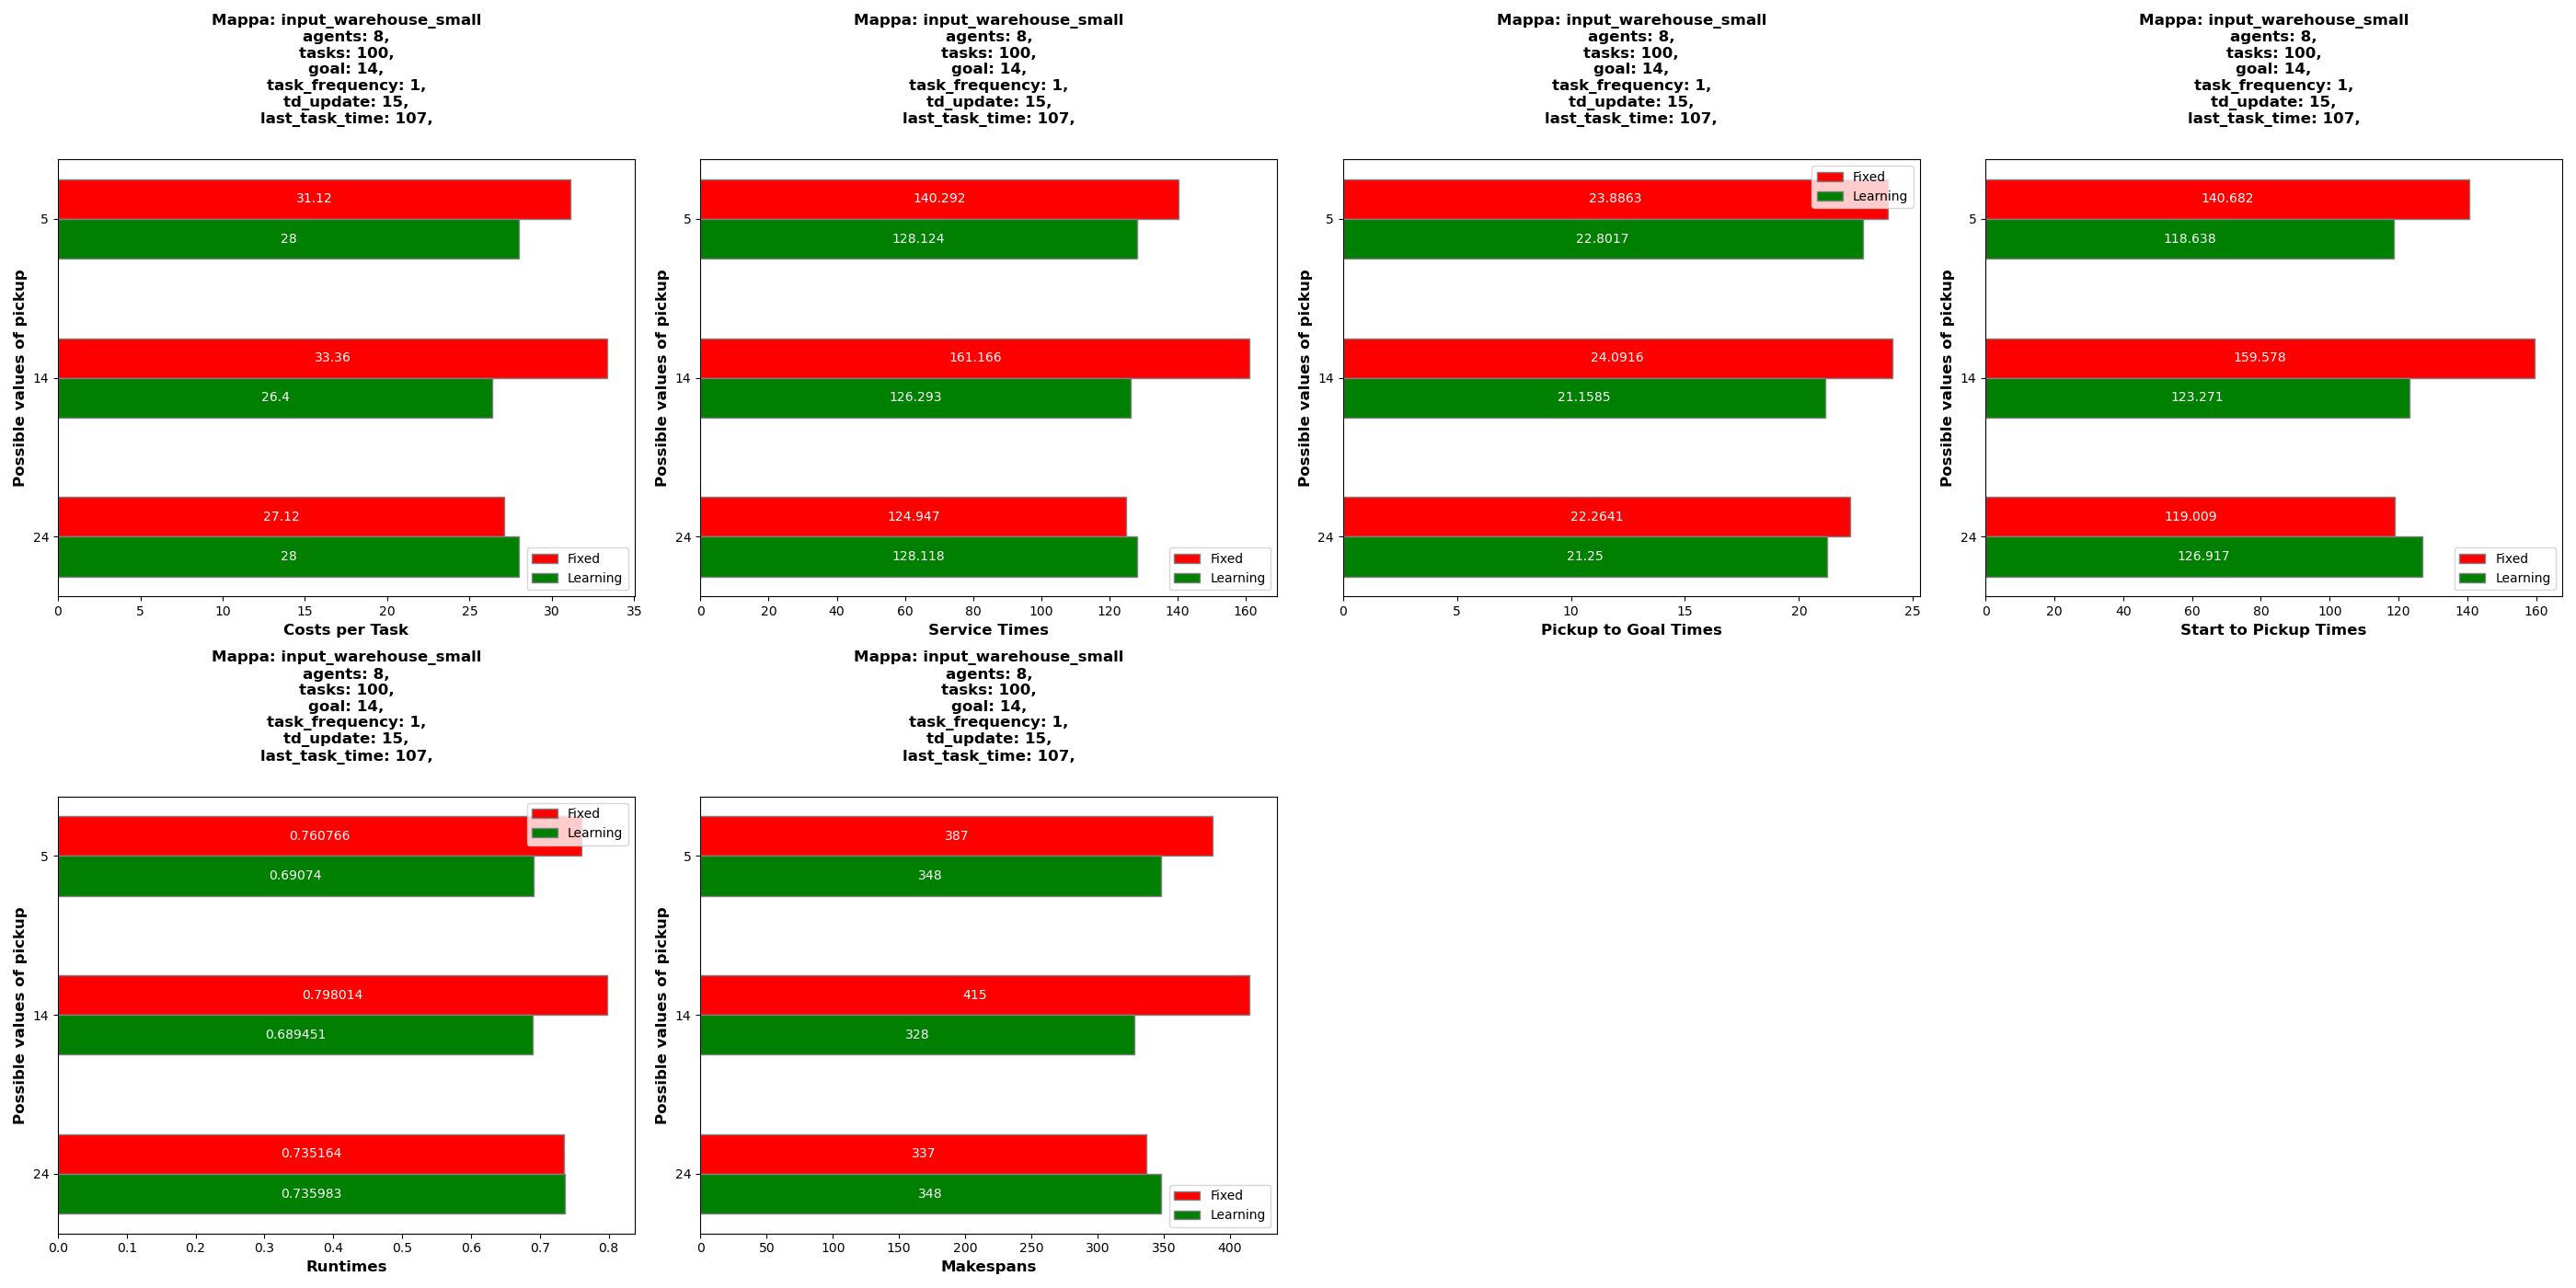 Mappa: input_warehouse_small
agents: 8,
tasks: 100,
goal: 14,
task_frequency: 1,
td_update: 15,
last_task_time: 107,
Possible values of pickup
5
14
24
31.12
28
33.36
26.4
27.12
28
Fixed
Learning
0 5 10 15 20 25 30 35
Costs per Task
Mappa: input_warehouse_small
agents: 8,
tasks: 100,
goal: 14,
task_frequency: 1,
td_update: 15,
last_task_time: 107,
Possible values of pickup
5
14
24
140.292
128.124
161.166
126.293
124.947
128.118
Fixed
Learning
0 20 40 60 80 100 120 140 160
Service Times
Mappa: input_warehouse_small
agents: 8,
tasks: 100,
goal: 14,
task_frequency: 1,
td_update: 15,
last_task_time: 107,
Possible values of pickup
5
14
24
Fixed
Learning
23.8863
22.8017
24.0916
21.1585
22.2641
21.25
0 5 10 15 20 25
Pickup to Goal Times
Mappa: input_warehouse_small
agents: 8,
tasks: 100,
goal: 14,
task_frequency: 1,
td_update: 15,
last_task_time: 107,
Possible values of pickup
5
14
24
140.682
118.638
159.578
123.271
119.009
126.917
Fixed
Learning
0 20 40 60 80 100 120 140 160
Start to Pickup Times
Mappa: input_warehouse_small
agents: 8,
tasks: 100,
goal: 14,
task_frequency: 1,
td_update: 15,
last_task_time: 107,
Possible values of pickup
5
14
24
Fixed
Learning
0.760766
0.69074
0.798014
0.689451
0.735164
0.735983
0.0 0.1 0.2 0.3 0.4 0.5 0.6 0.7 0.8
Runtimes
Mappa: input_warehouse_small
agents: 8,
tasks: 100,
goal: 14,
task_frequency: 1,
td_update: 15,
last_task_time: 107,
Possible values of pickup
5
14
24
387
348
415
328
337
348
Fixed
Learning
0 50 100 150 200 250 300 350 400
Makespans